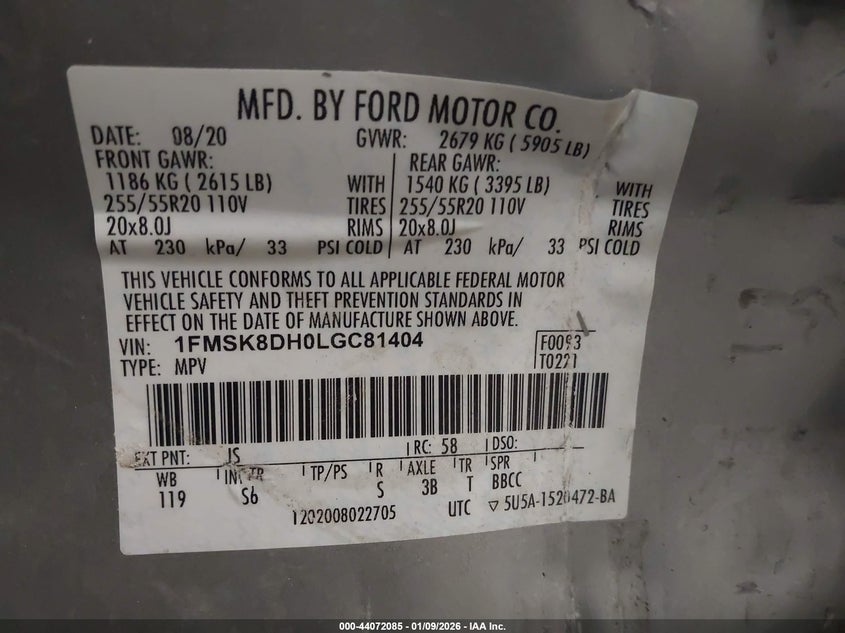 MFD. BY FORD MOTOR CO.
DATE: 08/20 GVWR: 2679 KG ( 5905 LB)
FRONT GAWR: REAR GAWR:
1186 KG ( 2615 LB) WITH 1540 KG ( 3395 LB) WITH
255/55R20 110V TIRES 255/55R20 110V TIRES
20x8.0J RIMS 20x8.0J RIMS
AT 230 kPa/ 33 PSI COLD AT 230 kPa/ 33 PSI COLD
THIS VEHICLE CONFORMS TO ALL APPLICABLE FEDERAL MOTOR
VEHICLE SAFETY AND THEFT PREVENTION STANDARDS IN
EFFECT ON THE DATE OF MANUFACTURE SHOWN ABOVE.
VIN: 1FMSK8DH0LGC81404 F0093
TYPE: MPV T0221
EXT PNT: JS RC: 58 DSO:
WB INT TR TP/PS R AXLE TR SPR
119 S6 S 3B T BBCC
1202008022705 UTC ▽ 5U5A-1520472-BA
000-44072085 - 01/09/2026 - IAA Inc.